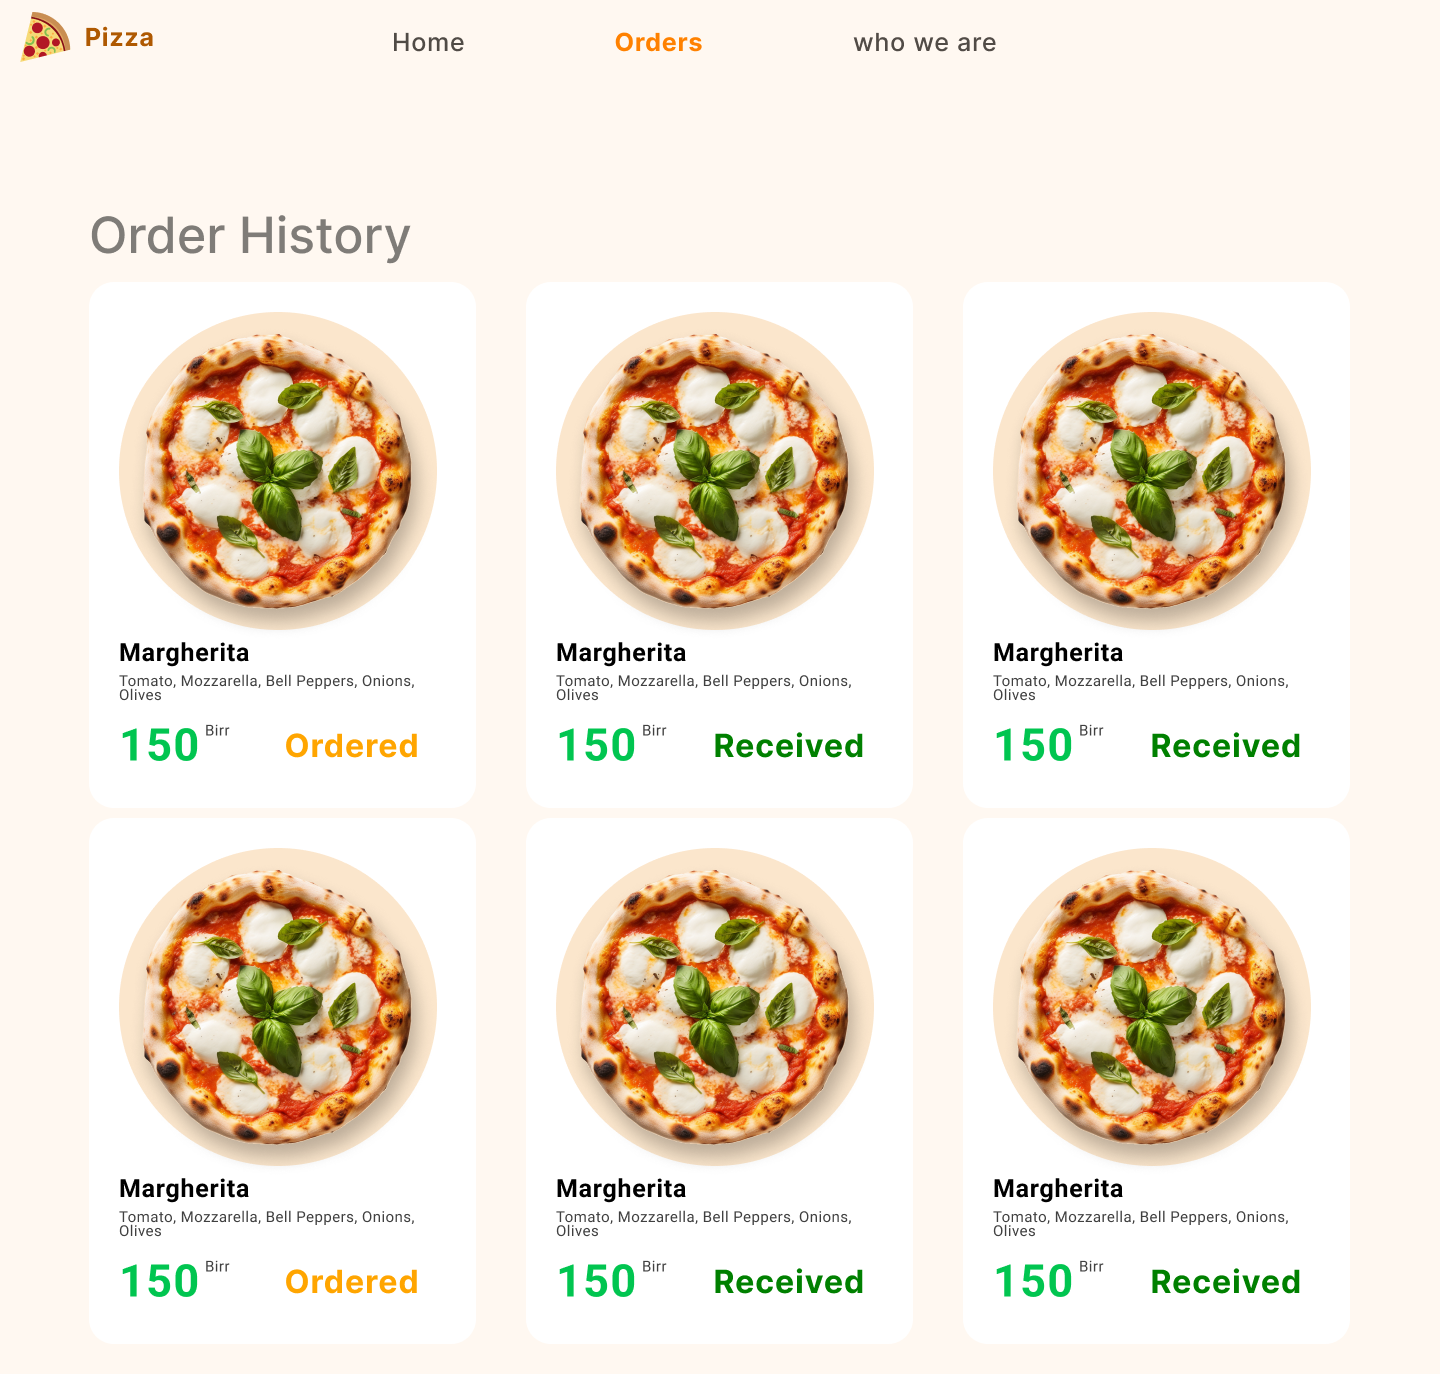 Pizza
Home
Orders
who we are
Order History
Margherita
Tomato, Mozzarella, Bell Peppers, Onions,
Olives
150 Birr
Ordered
Margherita
Tomato, Mozzarella, Bell Peppers, Onions,
Olives
150 Birr
Received
Margherita
Tomato, Mozzarella, Bell Peppers, Onions,
Olives
150 Birr
Received
Margherita
Tomato, Mozzarella, Bell Peppers, Onions,
Olives
150 Birr
Ordered
Margherita
Tomato, Mozzarella, Bell Peppers, Onions,
Olives
150 Birr
Received
Margherita
Tomato, Mozzarella, Bell Peppers, Onions,
Olives
150 Birr
Received